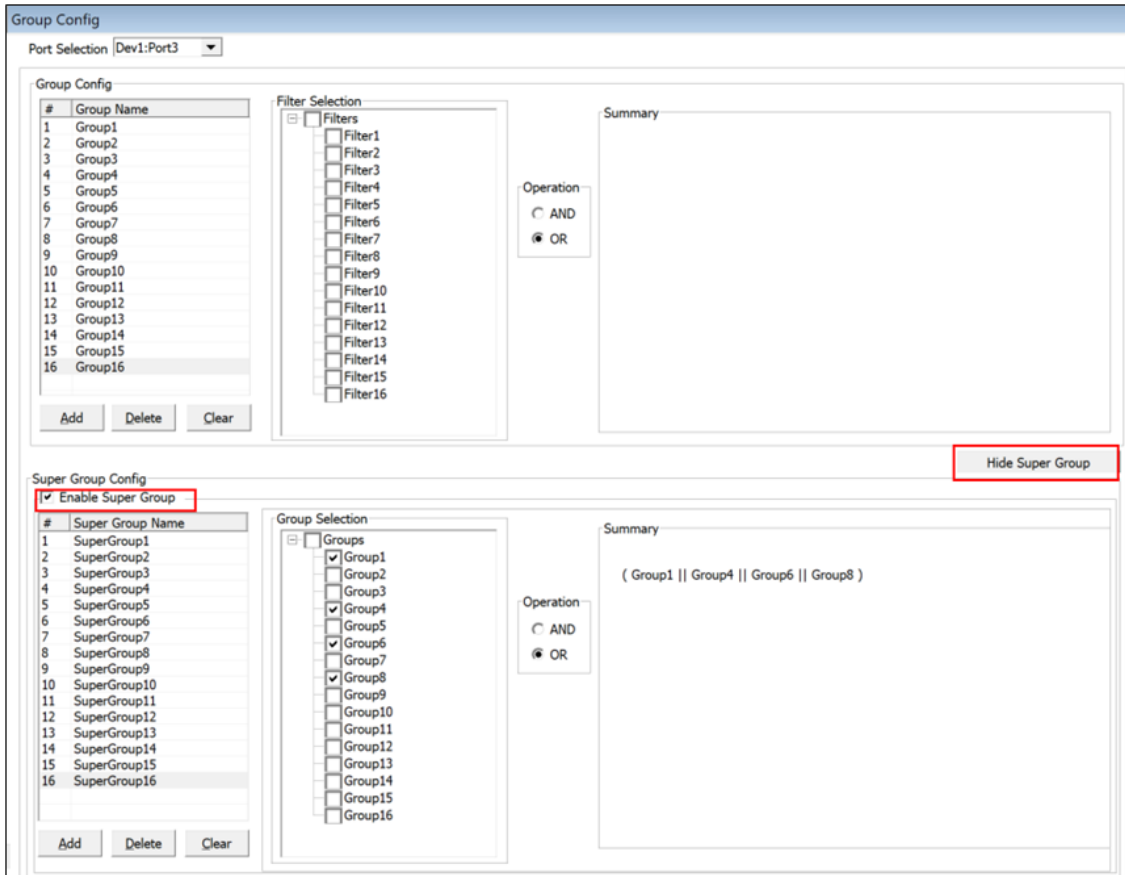 Group Config
Port Selection Dev1:Port3
Group Config
# Group Name
1 Group1
2 Group2
3 Group3
4 Group4
5 Group5
6 Group6
7 Group7
8 Group8
9 Group9
10 Group10
11 Group11
12 Group12
13 Group13
14 Group14
15 Group15
16 Group16
Add Delete Clear
Filter Selection
Filters
Filter1
Filter2
Filter3
Filter4
Filter5
Filter6
Filter7
Filter8
Filter9
Filter10
Filter11
Filter12
Filter13
Filter14
Filter15
Filter16
Operation
AND
OR
Summary
Hide Super Group
Super Group Config
Enable Super Group
# Super Group Name
1 SuperGroup1
2 SuperGroup2
3 SuperGroup3
4 SuperGroup4
5 SuperGroup5
6 SuperGroup6
7 SuperGroup7
8 SuperGroup8
9 SuperGroup9
10 SuperGroup10
11 SuperGroup11
12 SuperGroup12
13 SuperGroup13
14 SuperGroup14
15 SuperGroup15
16 SuperGroup16
Add Delete Clear
Group Selection
Groups
Group1
Group2
Group3
Group4
Group5
Group6
Group7
Group8
Group9
Group10
Group11
Group12
Group13
Group14
Group15
Group16
Operation
AND
OR
Summary
( Group1 || Group4 || Group6 || Group8 )